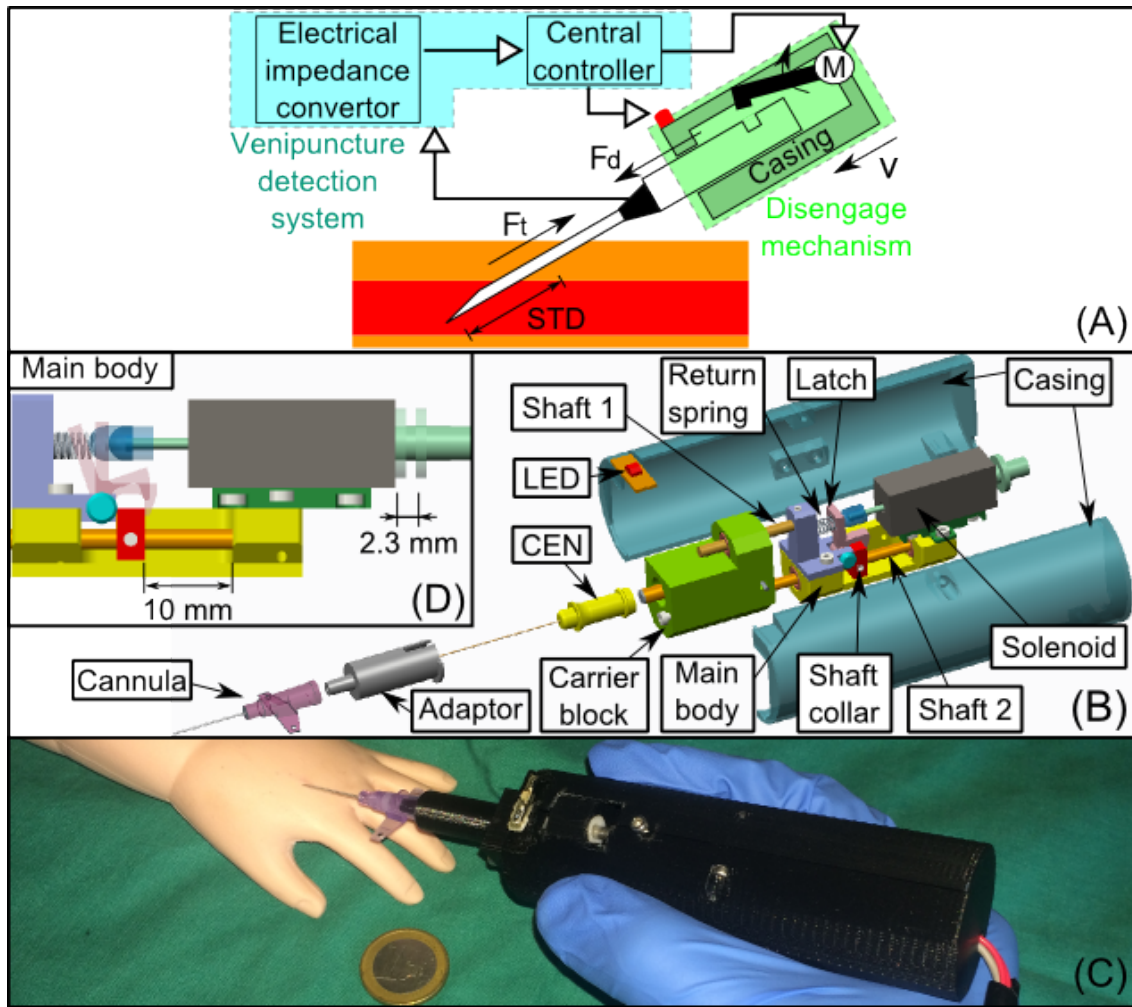 Electrical
impedance
convertor
Central
controller
M
Venipuncture
detection
system
Fd
Casing
V
Ft
Disengage
mechanism
STD
(A)
Main body
2.3 mm
10 mm
(D)
Return
spring
Latch
Casing
Shaft 1
LED
CEN
Cannula
Adaptor
Carrier
block
Main
body
Shaft
collar
Shaft 2
Solenoid
(B)
(C)